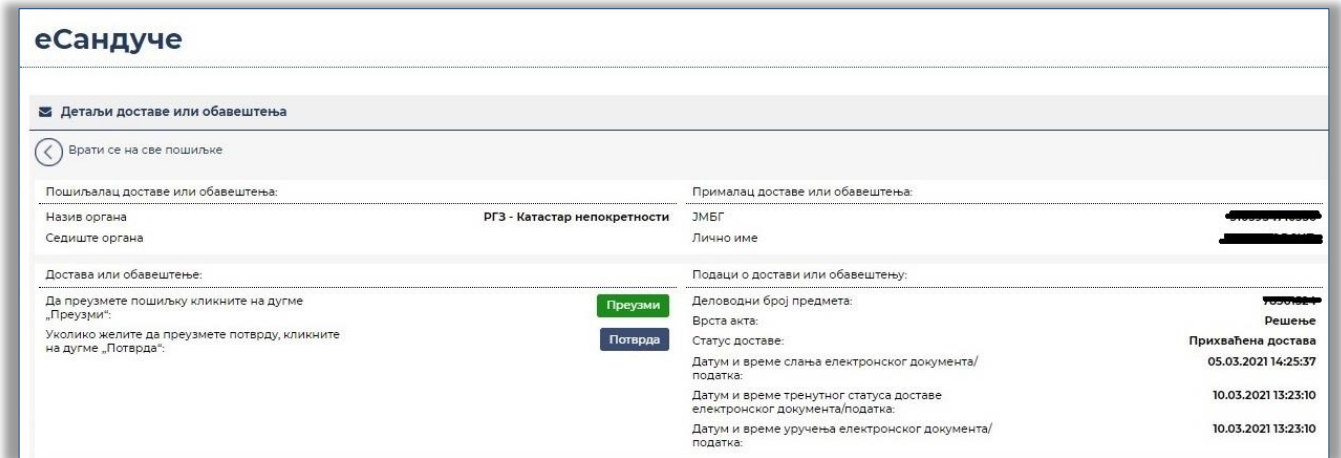 еСандуче
Детаљи доставе или обавештења
Врати се на све пошиљке
Пошиљалац доставе или обавештења:
Назив органа РГЗ - Катастар непокретности
Седиште органа
Прималац доставе или обавештења:
ЈМБГ
Лично име
Достава или обавештење:
Да преузмете пошиљку кликните на дугме
„Преузми“: Преузми
Уколико желите да преузмете потврду, кликните
на дугме „Потврда“: Потврда
Подаци о достави или обавештењу:
Деловодни број предмета:
Врста акта: Решење
Статус доставе: Прихваћена достава
Датум и време слања електронског документа/ 05.03.2021 14:25:37
податка:
Датум и време тренутног статуса доставе 10.03.2021 13:23:10
електронског документа/податка:
Датум и време уручења електронског документа/ 10.03.2021 13:23:10
податка: